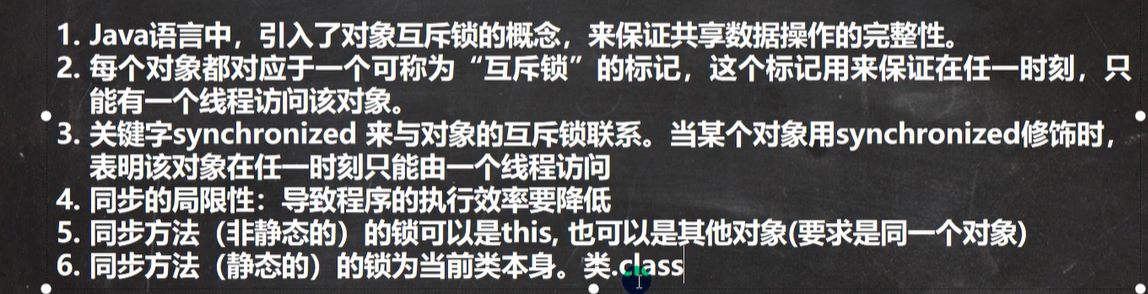 1. Java语言中，引入了对象互斥锁的概念，来保证共享数据操作的完整性。
2. 每个对象都对应于一个可称为“互斥锁”的标记，这个标记用来保证在任一时刻，只
能有一个线程访问该对象。
3. 关键字synchronized 来与对象的互斥锁联系。当某个对象用synchronized修饰时，
表明该对象在任一时刻只能由一个线程访问
4. 同步的局限性：导致程序的执行效率要降低
5. 同步方法（非静态的）的锁可以是this, 也可以是其他对象(要求是同一个对象)
6. 同步方法（静态的）的锁为当前类本身。类.class